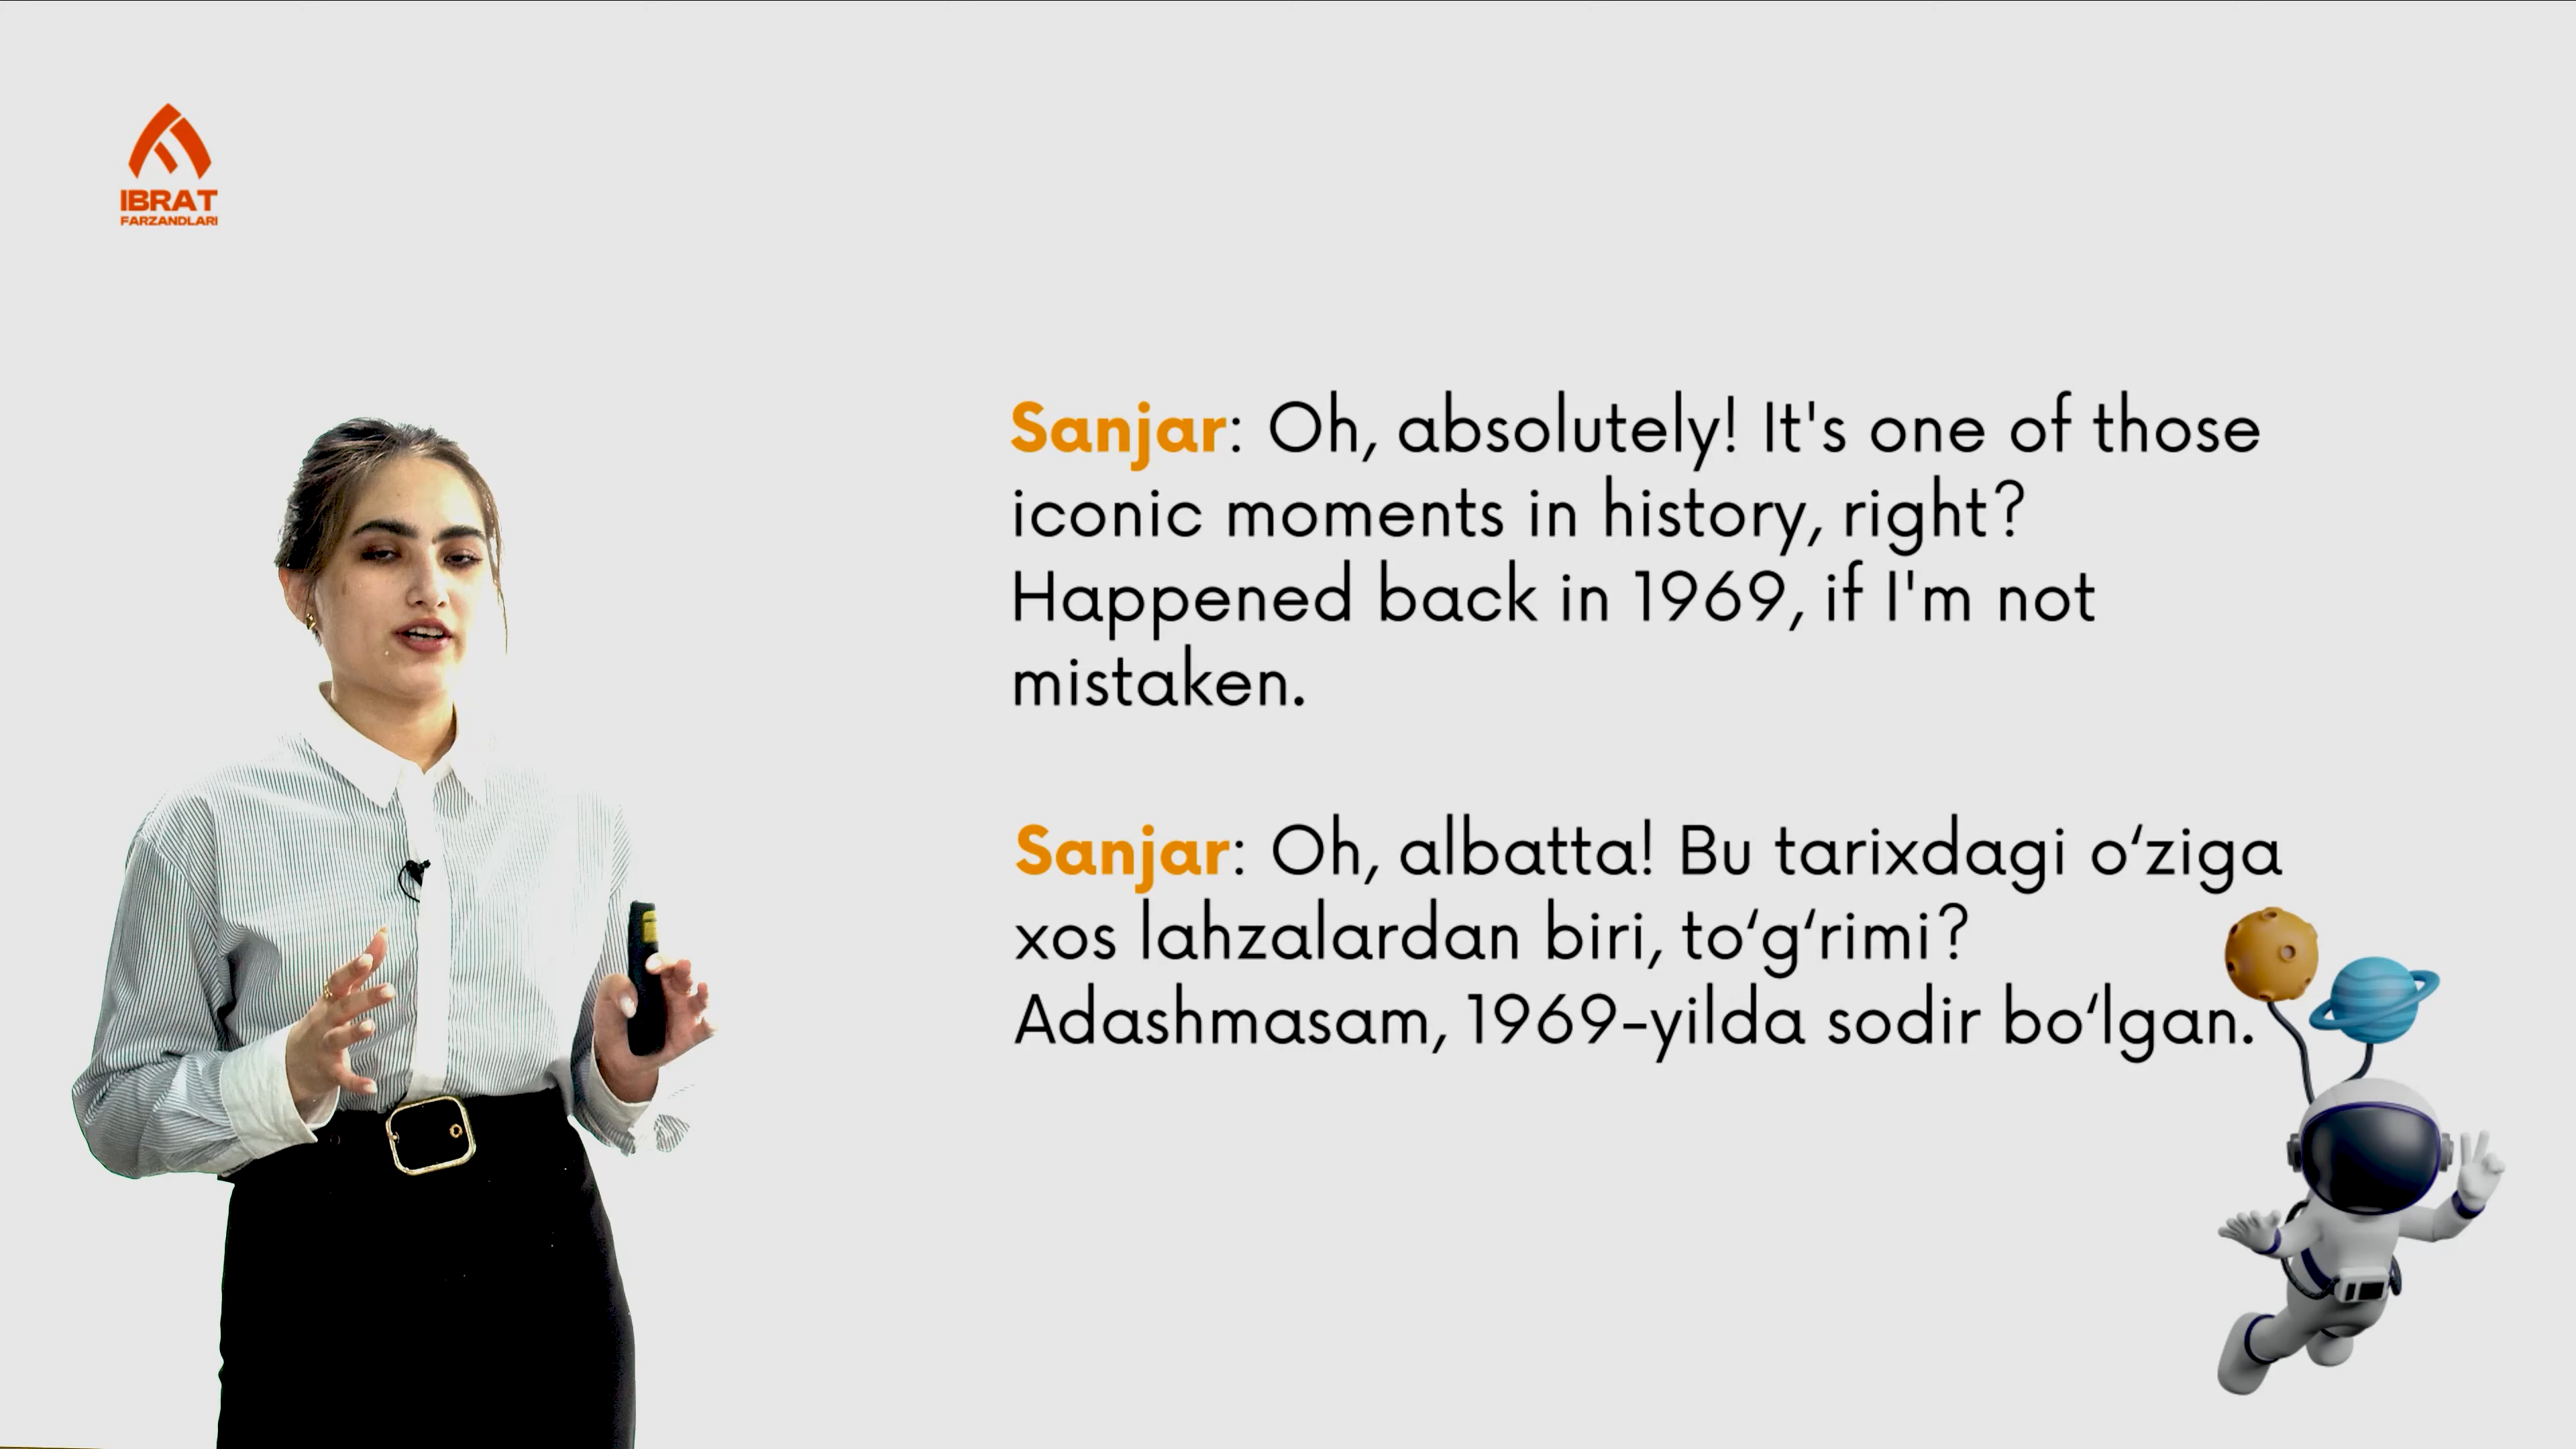 IBRAT
FARZANDLARI
Sanjar: Oh, absolutely! It's one of those
iconic moments in history, right?
Happened back in 1969, if I'm not
mistaken.
Sanjar: Oh, albatta! Bu tarixdagi o‘ziga
xos lahzalardan biri, to‘g‘rimi?
Adashmasam, 1969-yilda sodir bo‘lgan.